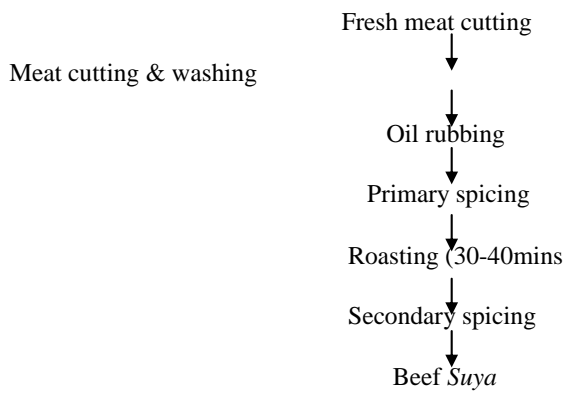 Fresh meat cutting
Meat cutting & washing
Oil rubbing
Primary spicing
Roasting (30-40mins
Secondary spicing
Beef Suya